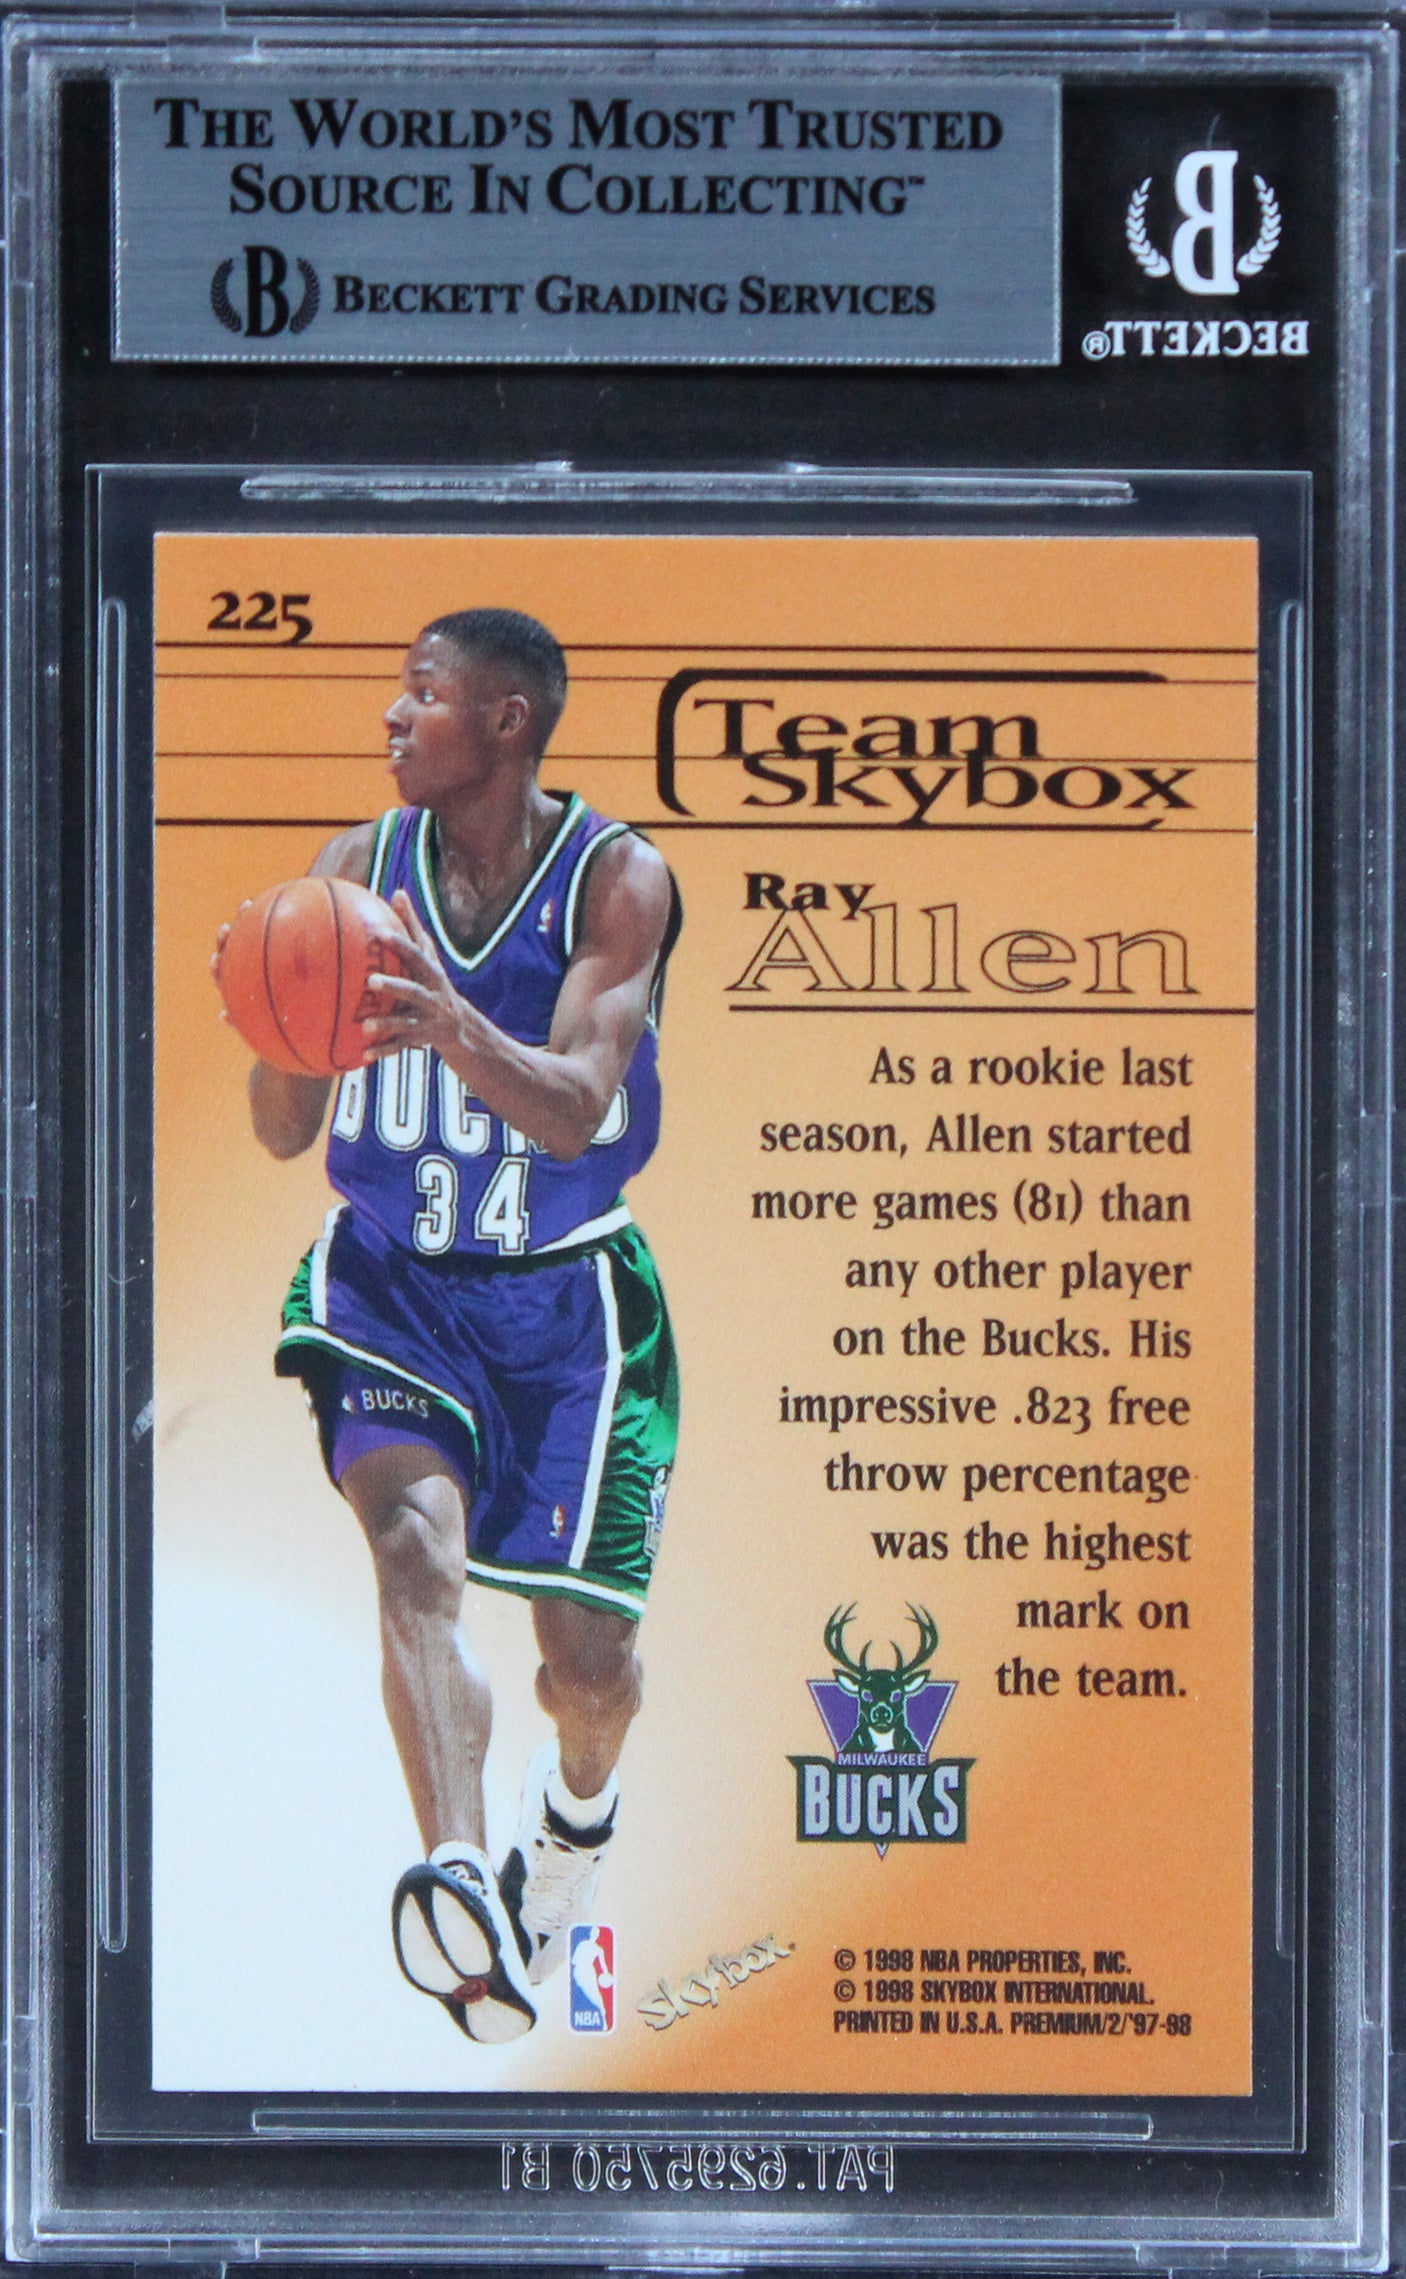 THE WORLD'S MOST TRUSTED
SOURCE IN COLLECTING™
B BECKETT GRADING SERVICES
B
BECKETT®
225
Team
Skybox
Ray
Allen
As a rookie last
season, Allen started
more games (81) than
any other player
on the Bucks. His
impressive .823 free
throw percentage
was the highest
mark on
the team.
BUCKS
34
BUCKS
MILWAUKEE
BUCKS
NBA
Skybox
© 1998 NBA PROPERTIES, INC.
© 1998 SKYBOX INTERNATIONAL.
PRINTED IN U.S.A. PREMIUM/2/'97-98
PAT.6295750 B1